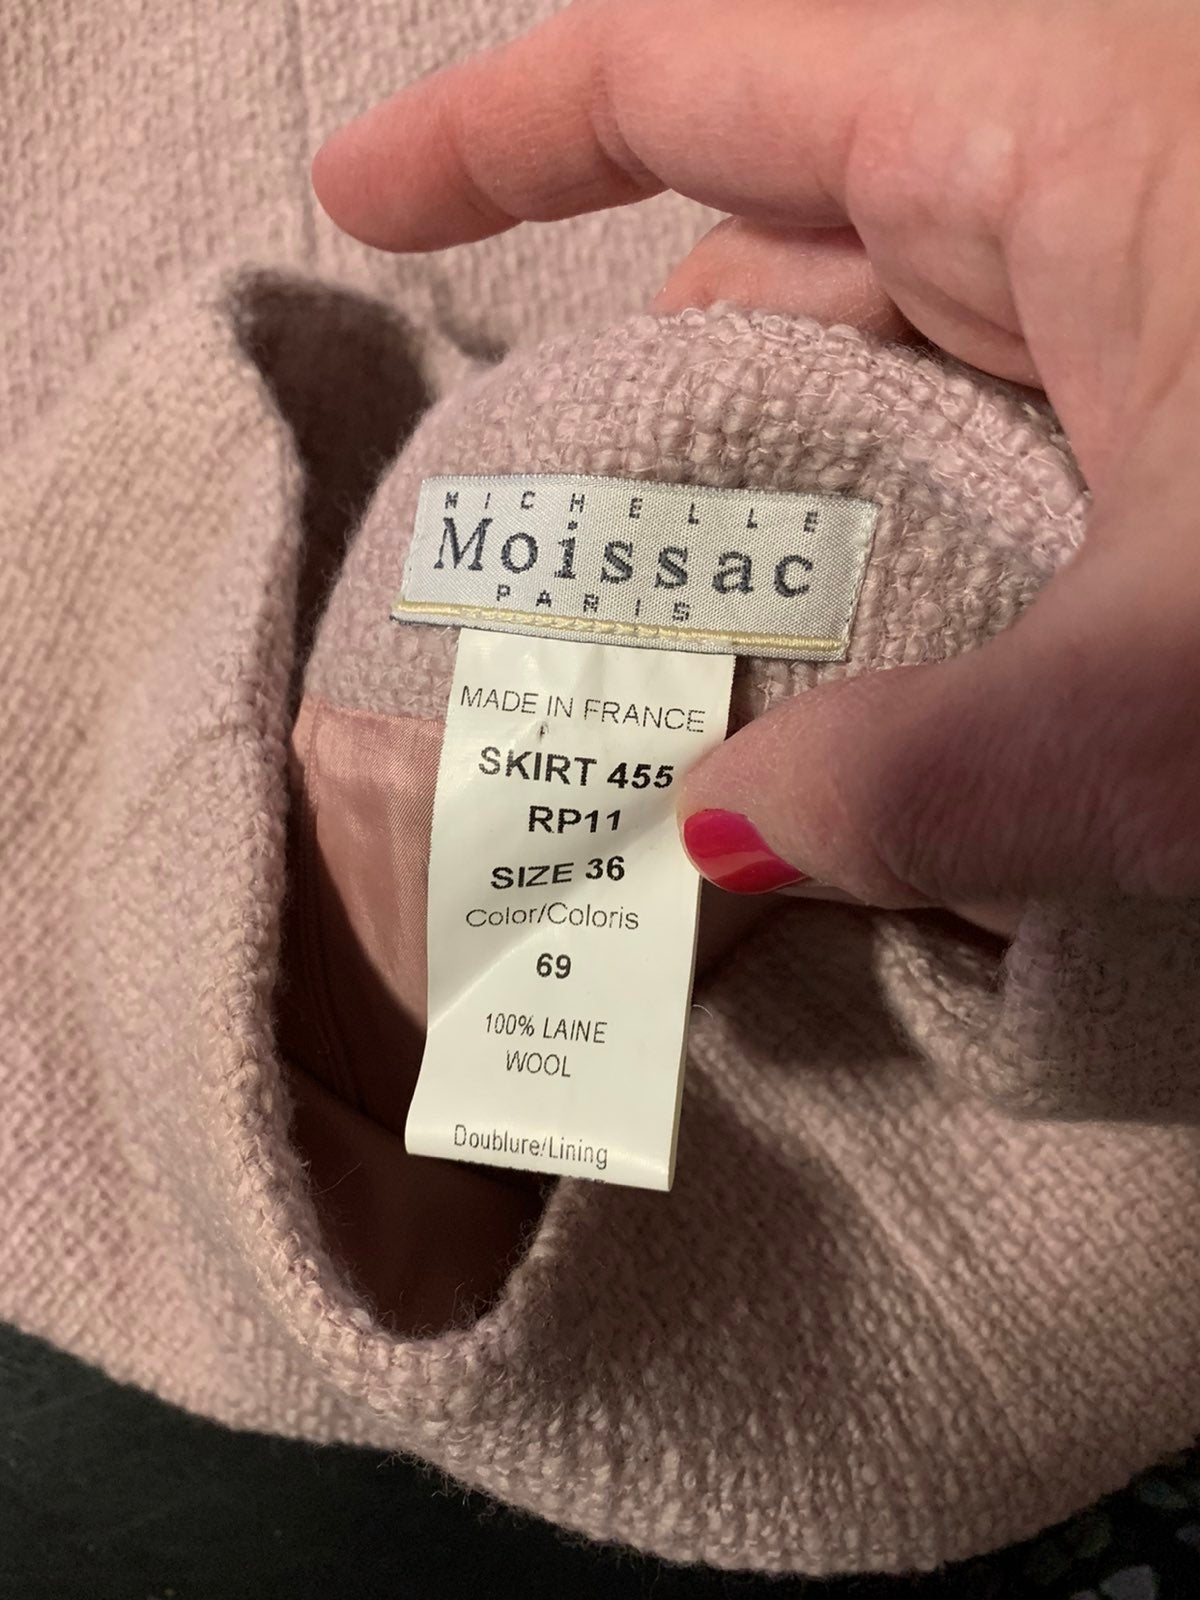 MICHELLE
Moissac
PARIS
MADE IN FRANCE
SKIRT 455
RP11
SIZE 36
Color/Coloris
69
100% LAINE
WOOL
Doublure/Lining